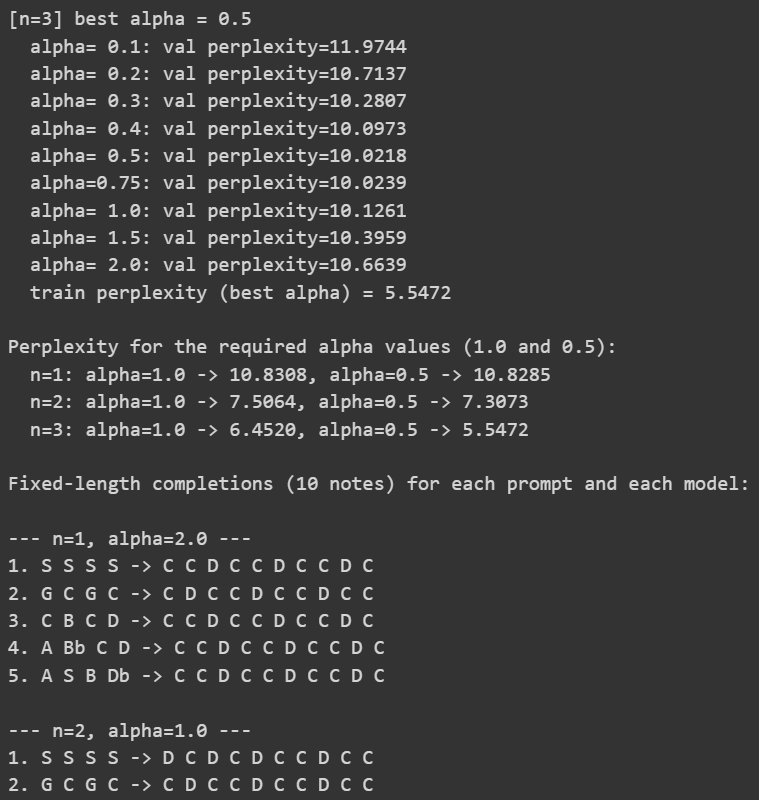 [n=3] best alpha = 0.5
alpha= 0.1: val perplexity=11.9744
alpha= 0.2: val perplexity=10.7137
alpha= 0.3: val perplexity=10.2807
alpha= 0.4: val perplexity=10.0973
alpha= 0.5: val perplexity=10.0218
alpha=0.75: val perplexity=10.0239
alpha= 1.0: val perplexity=10.1261
alpha= 1.5: val perplexity=10.3959
alpha= 2.0: val perplexity=10.6639
train perplexity (best alpha) = 5.5472
Perplexity for the required alpha values (1.0 and 0.5):
n=1: alpha=1.0 -> 10.8308, alpha=0.5 -> 10.8285
n=2: alpha=1.0 -> 7.5064, alpha=0.5 -> 7.3073
n=3: alpha=1.0 -> 6.4520, alpha=0.5 -> 5.5472
Fixed-length completions (10 notes) for each prompt and each model:
--- n=1, alpha=2.0 ---
1. S S S S -> C C D C C D C C D C
2. G C G C -> C D C C D C C D C C
3. C B C D -> C C D C C D C C D C
4. A Bb C D -> C C D C C D C C D C
5. A S B Db -> C C D C C D C C D C
--- n=2, alpha=1.0 ---
1. S S S S -> D C D C D C C D C C
2. G C G C -> C D C C D C C D C C